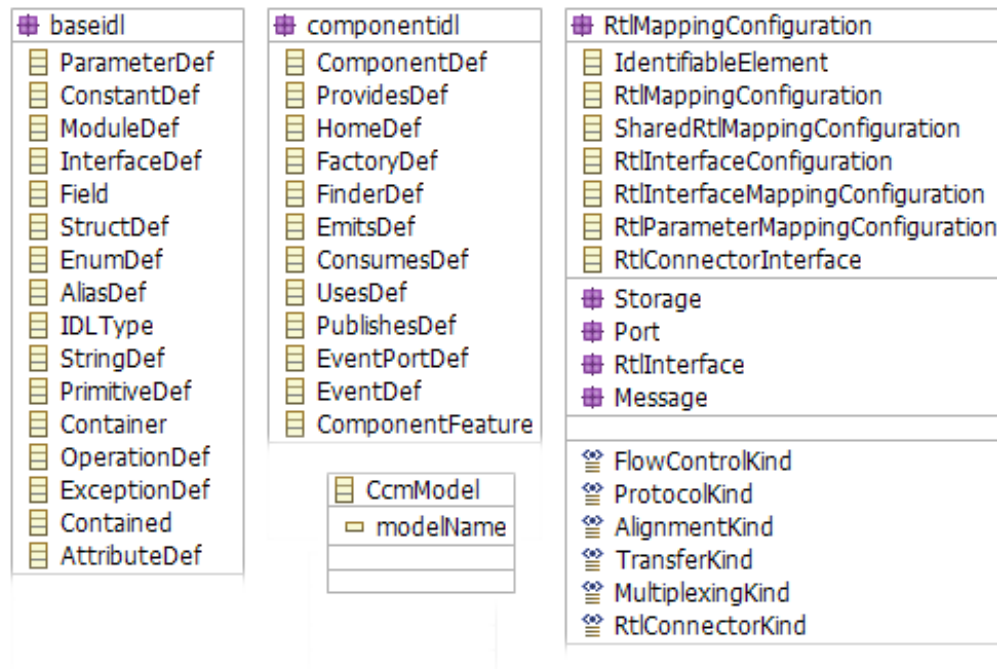 baseidl
ParameterDef
ConstantDef
ModuleDef
InterfaceDef
Field
StructDef
EnumDef
AliasDef
IDLType
StringDef
PrimitiveDef
Container
OperationDef
ExceptionDef
Contained
AttributeDef
componentidl
ComponentDef
ProvidesDef
HomeDef
FactoryDef
FinderDef
EmitsDef
ConsumesDef
UsesDef
PublishesDef
EventPortDef
EventDef
ComponentFeature
CcmModel
modelName
RtlMappingConfiguration
IdentifiableElement
RtlMappingConfiguration
SharedRtlMappingConfiguration
RtlInterfaceConfiguration
RtlInterfaceMappingConfiguration
RtlParameterMappingConfiguration
RtlConnectorInterface
Storage
Port
RtlInterface
Message
FlowControlKind
ProtocolKind
AlignmentKind
TransferKind
MultiplexingKind
RtlConnectorKind